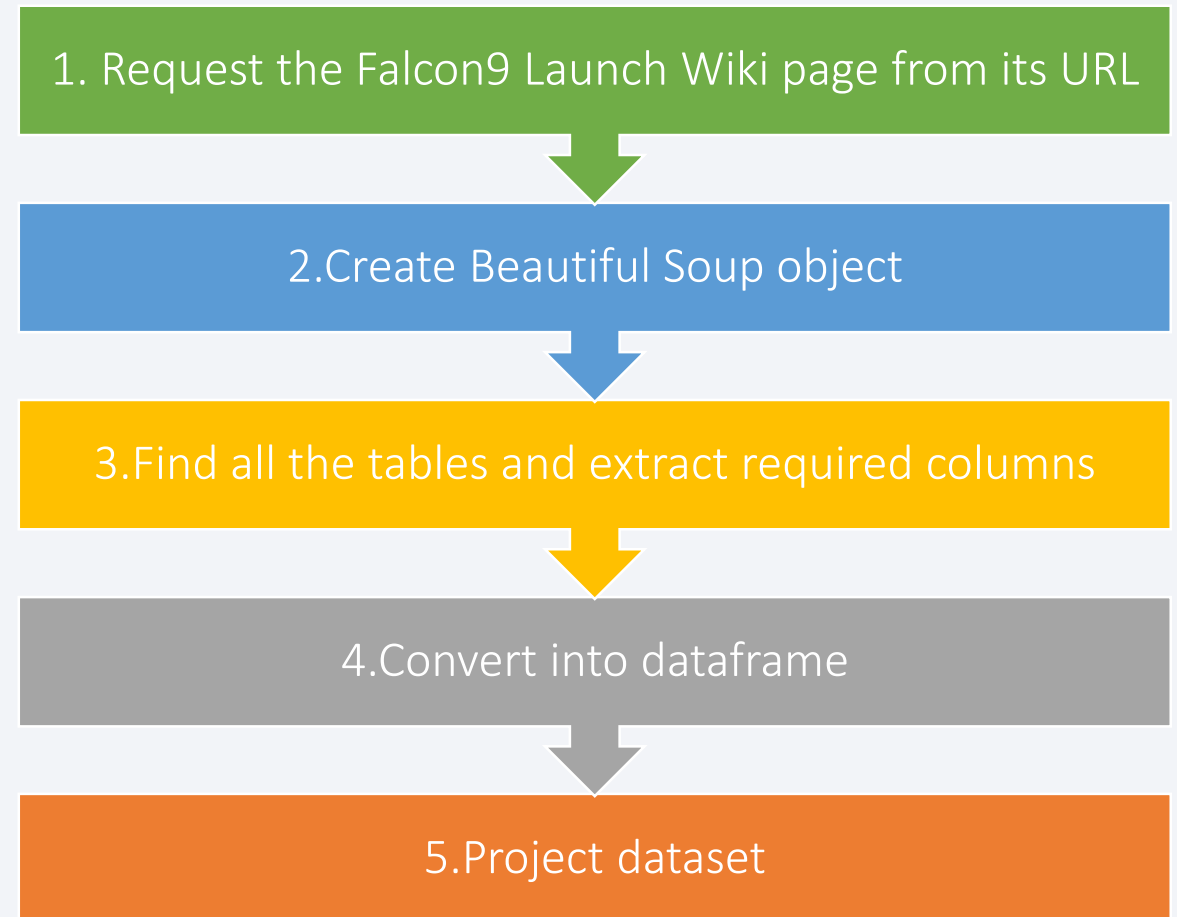 1. Request the Falcon9 Launch Wiki page from its URL
2.Create Beautiful Soup object
3.Find all the tables and extract required columns
4.Convert into dataframe
5.Project dataset